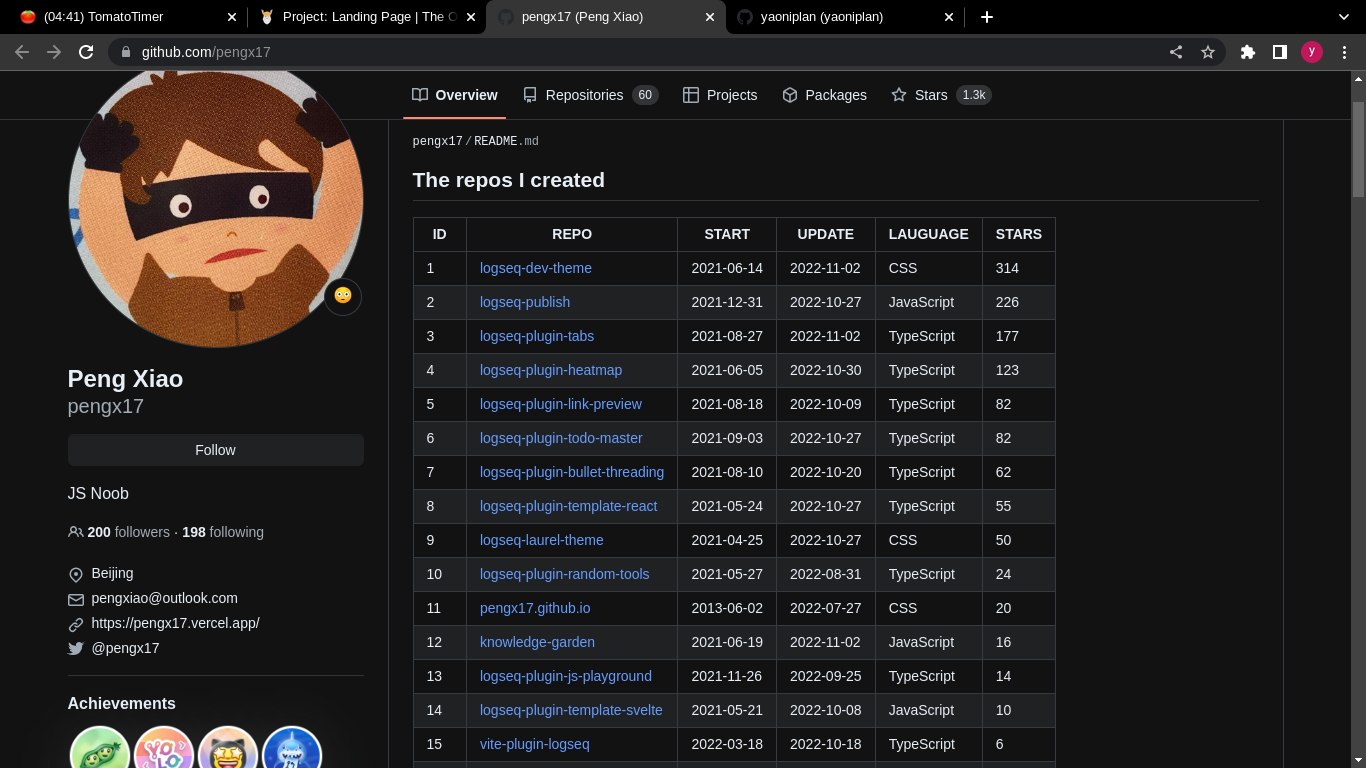 (04:41) TomatoTimer
Project: Landing Page | The O
pengx17 (Peng Xiao)
yaoniplan (yaoniplan)
github.com/pengx17
y
Overview
Repositories 60
Projects
Packages
Stars 1.3k
pengx17/README.md
The repos I created
ID REPO START UPDATE LAUGUAGE STARS
1 logseq-dev-theme 2021-06-14 2022-11-02 CSS 314
2 logseq-publish 2021-12-31 2022-10-27 JavaScript 226
3 logseq-plugin-tabs 2021-08-27 2022-11-02 TypeScript 177
4 logseq-plugin-heatmap 2021-06-05 2022-10-30 TypeScript 123
5 logseq-plugin-link-preview 2021-08-18 2022-10-09 TypeScript 82
6 logseq-plugin-todo-master 2021-09-03 2022-10-27 TypeScript 82
7 logseq-plugin-bullet-threading 2021-08-10 2022-10-20 TypeScript 62
8 logseq-plugin-template-react 2021-05-24 2022-10-27 TypeScript 55
9 logseq-laurel-theme 2021-04-25 2022-10-27 CSS 50
10 logseq-plugin-random-tools 2021-05-27 2022-08-31 TypeScript 24
11 pengx17.github.io 2013-06-02 2022-07-27 CSS 20
12 knowledge-garden 2021-06-19 2022-11-02 JavaScript 16
13 logseq-plugin-js-playground 2021-11-26 2022-09-25 TypeScript 14
14 logseq-plugin-template-svelte 2021-05-21 2022-10-08 JavaScript 10
15 vite-plugin-logseq 2022-03-18 2022-10-18 TypeScript 6
Peng Xiao
pengx17
Follow
JS Noob
200 followers · 198 following
Beijing
pengxiao@outlook.com
https://pengx17.vercel.app/
@pengx17
Achievements